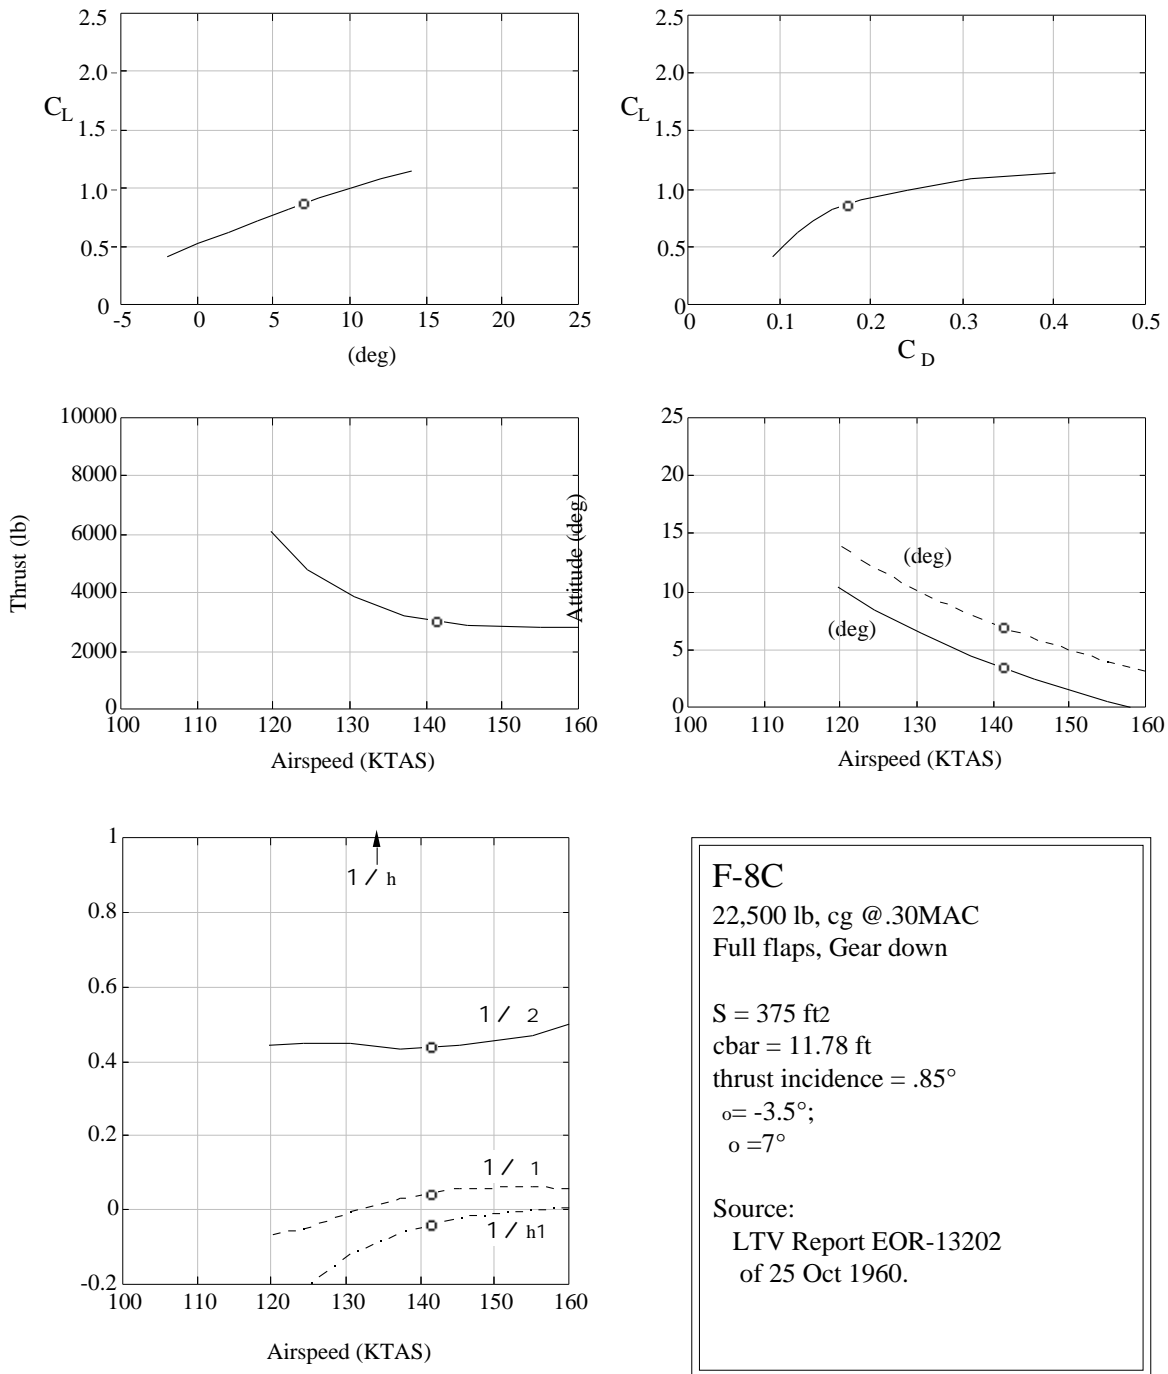 2.5
2.0
C L
1.5
1.0
0.5
0
-5 0 5 10 15 20 25
(deg)
2.5
2.0
C L
1.5
1.0
0.5
0
0 0.1 0.2 0.3 0.4 0.5
C D
10000
8000
6000
4000
2000
0
Thrust (lb)
100 110 120 130 140 150 160
Airspeed (KTAS)
25
20
15
10
5
0
Attitude (deg)
(deg)
(deg)
100 110 120 130 140 150 160
Airspeed (KTAS)
1
0.8
0.6
0.4
0.2
0
-0.2
1/ h
1/ 2
1/ 1
1/ h1
100 110 120 130 140 150 160
Airspeed (KTAS)
F-8C
22,500 lb, cg @.30MAC
Full flaps, Gear down
S = 375 ft2
cbar = 11.78 ft
thrust incidence = .85°
o= -3.5°;
o =7°
Source:
LTV Report EOR-13202
of 25 Oct 1960.